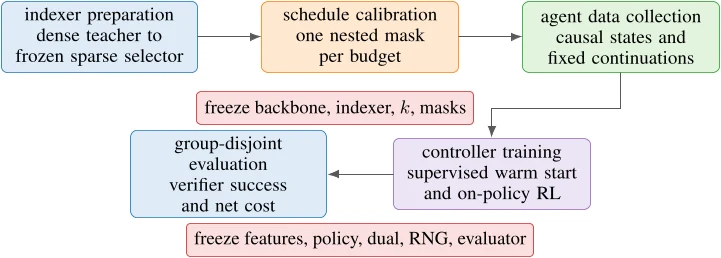 indexer preparation
dense teacher to
frozen sparse selector
schedule calibration
one nested mask
per budget
agent data collection
causal states and
fixed continuations
freeze backbone, indexer, k, masks
controller training
supervised warm start
and on-policy RL
group-disjoint
evaluation
verifier success
and net cost
freeze features, policy, dual, RNG, evaluator